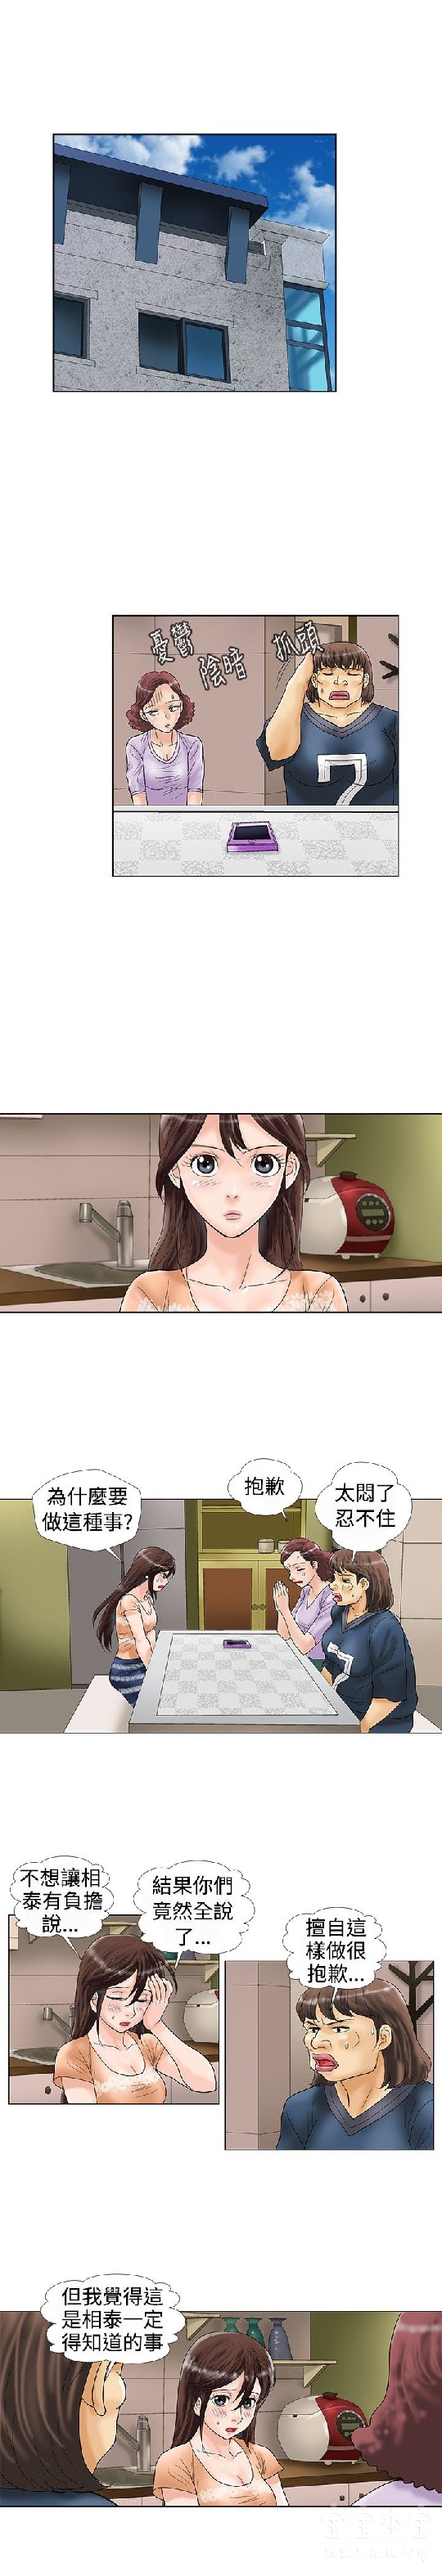 憂鬱
陰暗
抓頭
為什麼要
做這種事?
抱歉
太悶了
忍不住
不想讓相
泰有負擔
說...
結果你們
竟然全說
了...
擅自這
樣做很
抱歉...
但我覺得這
是相泰一定
得知道的事